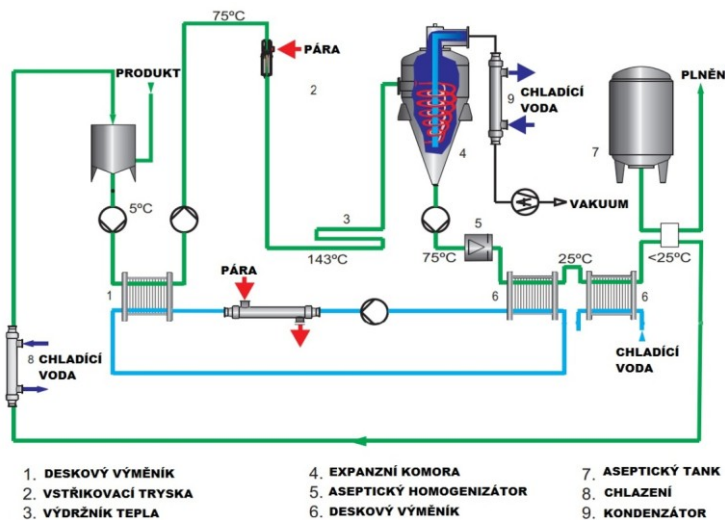 75ºC
PÁRA
PRODUKT
2
9 CHLADÍCÍ
VODA
PLNĚN
4
7
5ºC
3
VAKUUM
5
143ºC
75ºC
25ºC
<25ºC
1
PÁRA
6
6
8 CHLADÍCÍ
VODA
CHLADÍCÍ
VODA
1. DESKOVÝ VÝMĚNÍK
2. VSTŘIKOVACÍ TRYSKA
3. VÝDRŽNÍK TEPLA
4. EXPANZNÍ KOMORA
5. ASEPTICKÝ HOMOGENIZÁTOR
6. DESKOVÝ VÝMĚNÍK
7. ASEPTICKÝ TANK
8. CHLAZENÍ
9. KONDENZÁTOR